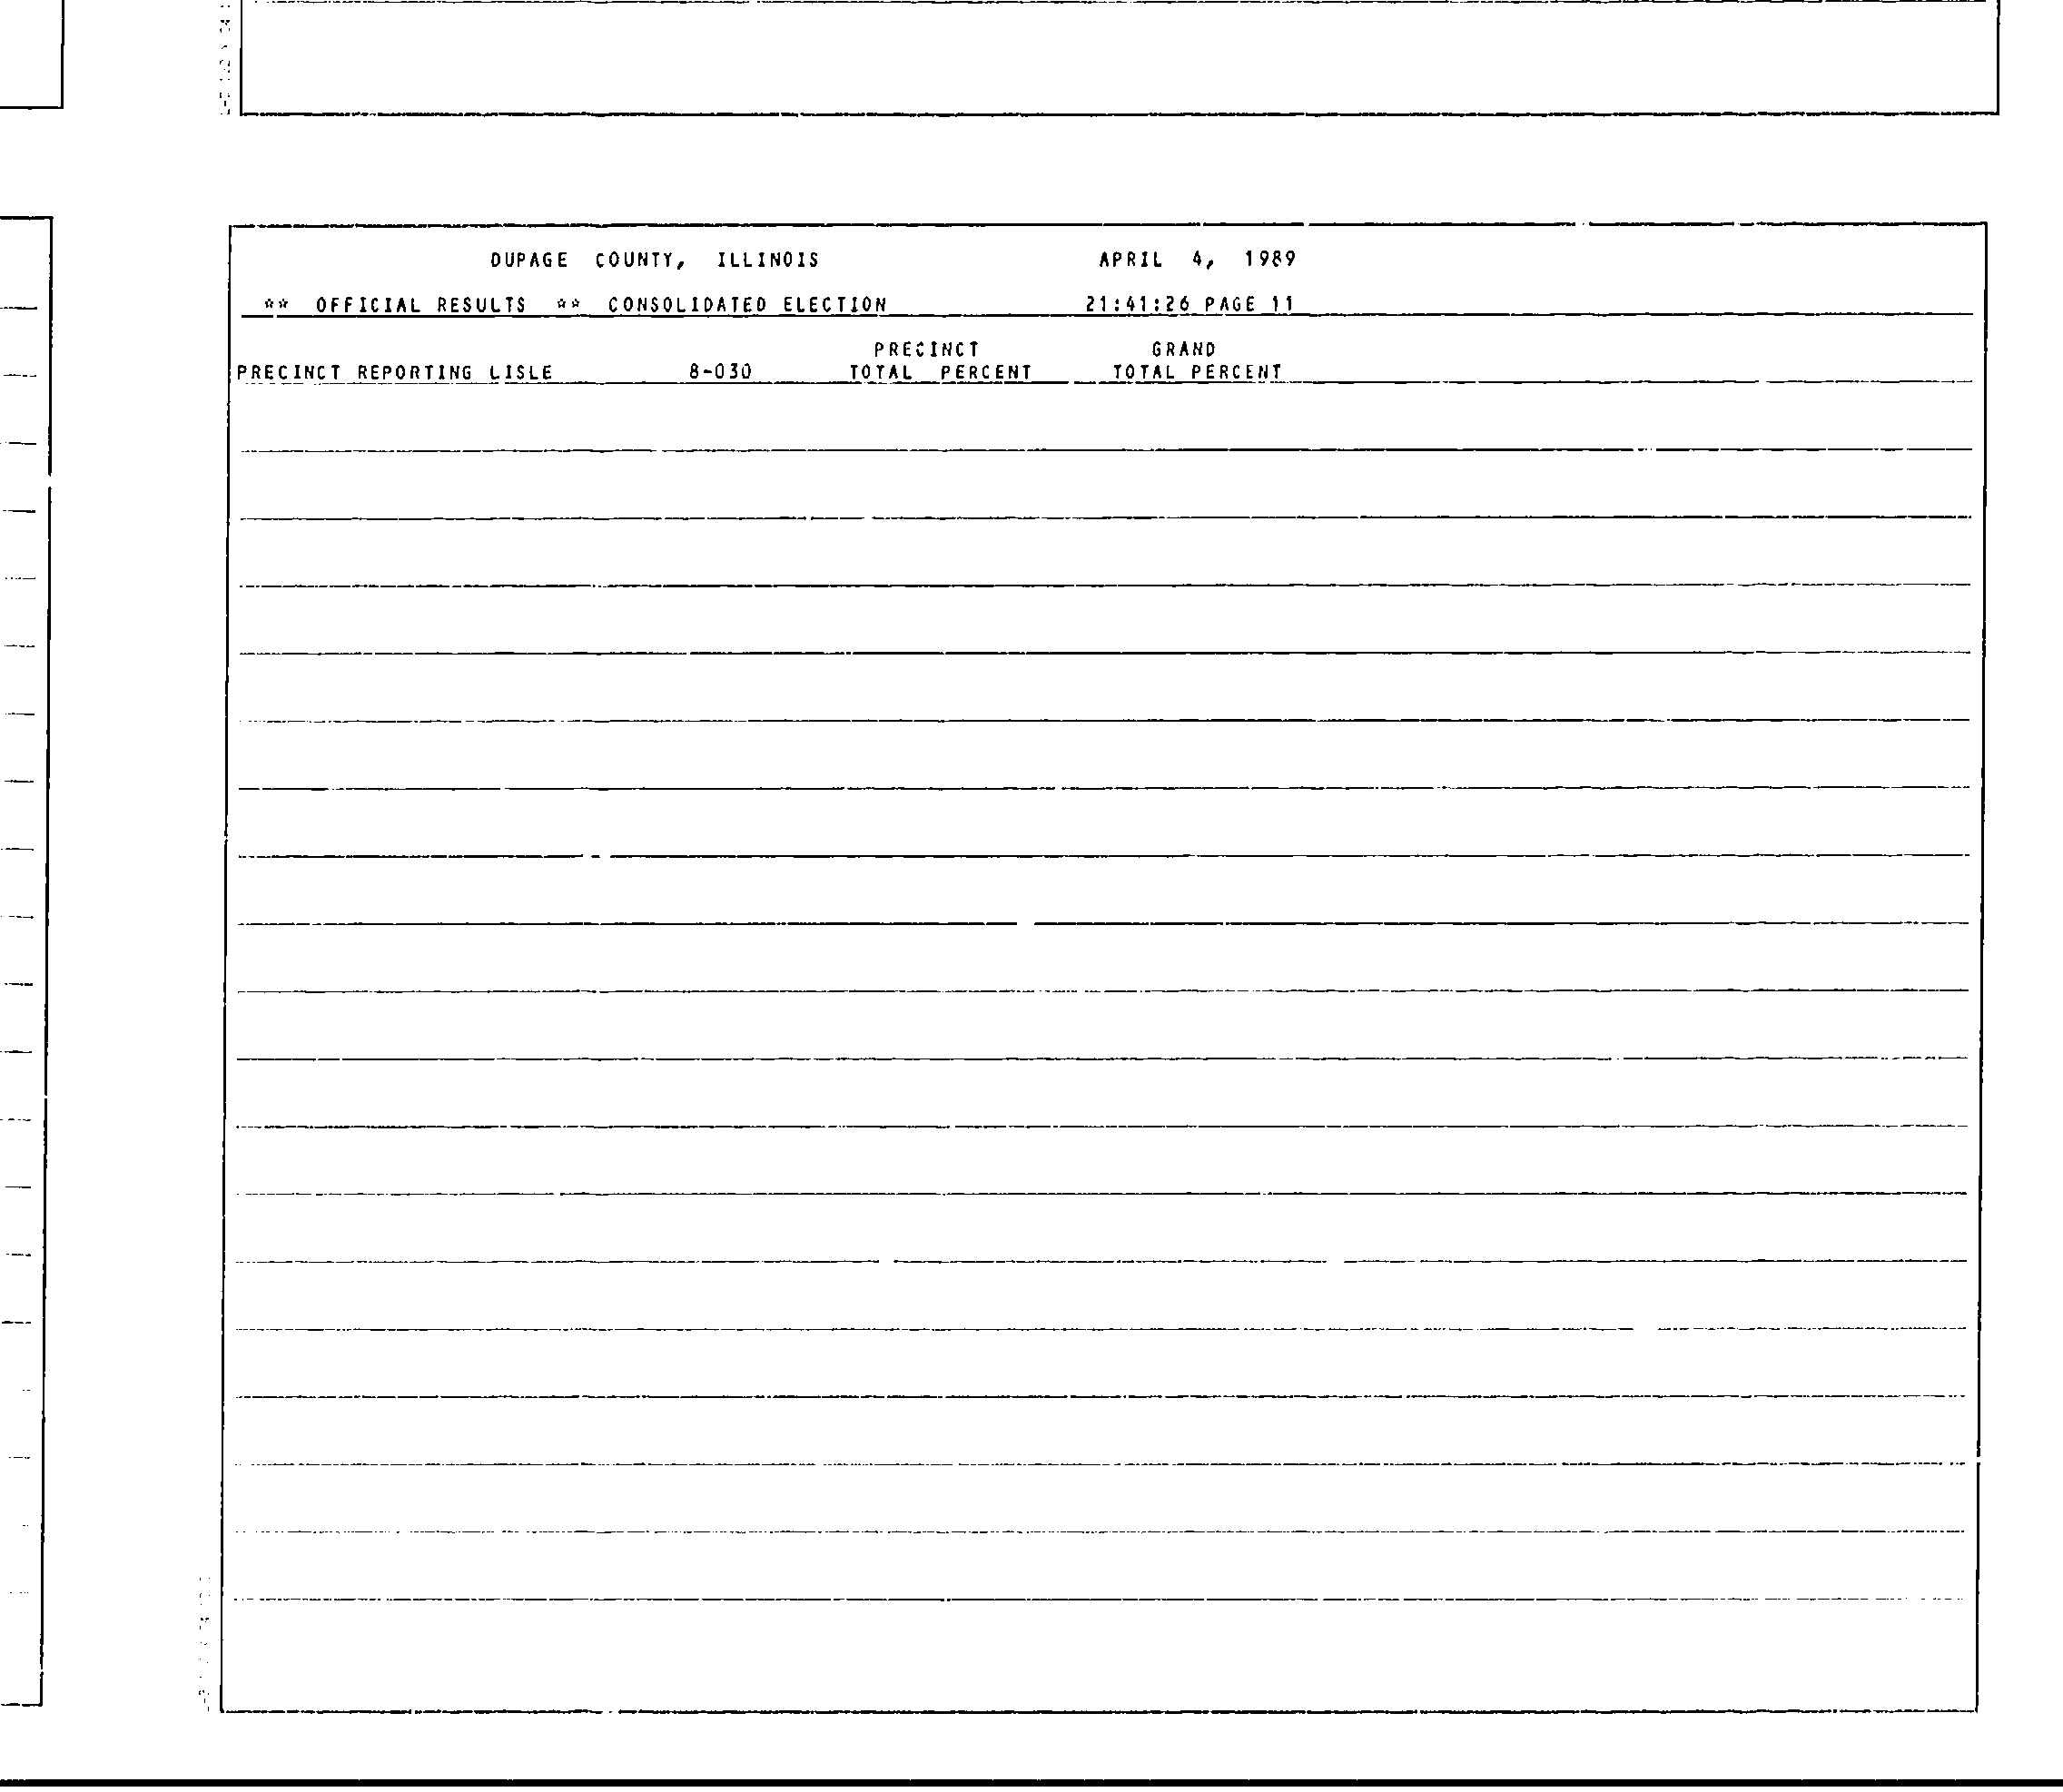 DUPAGE COUNTY, ILLINOIS APRIL 4, 1989
** OFFICIAL RESULTS ** CONSOLIDATED ELECTION 21:41:26 PAGE 11
PRECINCT GRAND
PRECINCT REPORTING LISLE 8-030 TOTAL PERCENT TOTAL PERCENT